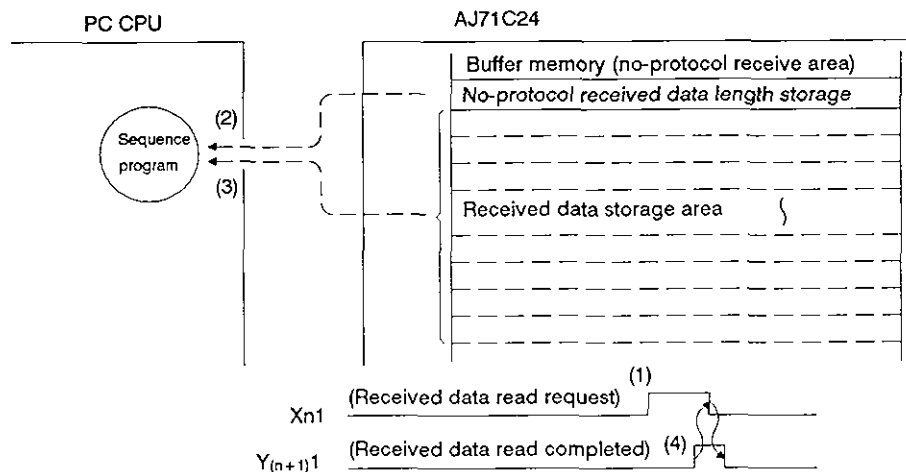 PC CPU
AJ71C24
Buffer memory (no-protocol receive area)
No-protocol received data length storage
(2)
Sequence
program
(3)
Received data storage area
(1)
(Received data read request)
Xn1
(Received data read completed) (4)
Y(n+1)1